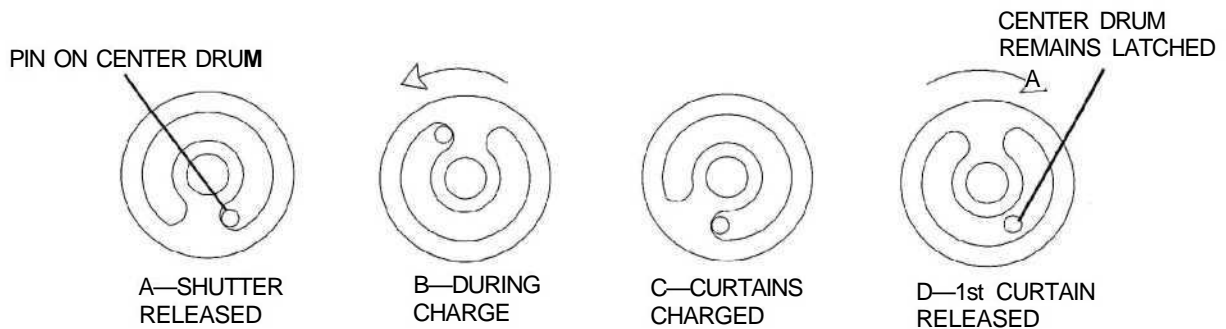 PIN ON CENTER DRUM
CENTER DRUM
REMAINS LATCHED
A
A—SHUTTER
RELEASED
B—DURING
CHARGE
C—CURTAINS
CHARGED
D—1st CURTAIN
RELEASED